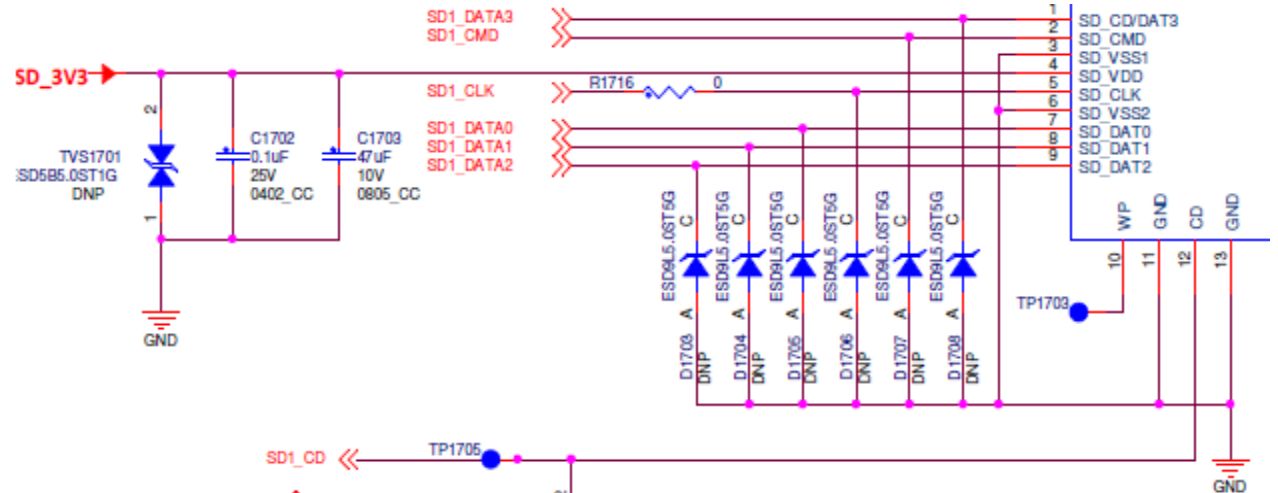 SD1_DATA3
SD1_CMD
SD_3V3
SD1_CLK
R1716
0
SD1_DATA0
SD1_DATA1
SD1_DATA2
2
TVS1701
SD5B5.0ST1G
DNP
1
GND
C1702
0.1uF
25V
0402_CC
C1703
47uF
10V
0805_CC
1
2
3
4
5
6
7
8
9
SD_CD/DAT3
SD_CMD
SD_VSS1
SD_VDD
SD_CLK
SD_VSS2
SD_DAT0
SD_DAT1
SD_DAT2
WP
GND
CD
GND
10
11
12
13
ESD9L5.0ST5G
C
ESD9L5.0ST5G
C
ESD9L5.0ST5G
C
ESD9L5.0ST5G
C
ESD9L5.0ST5G
C
ESD9L5.0ST5G
C
A
A
A
A
A
A
D1703
DNP
D1704
DNP
D1705
DNP
D1706
DNP
D1707
DNP
D1708
DNP
TP1703
SD1_CD
TP1705
GND